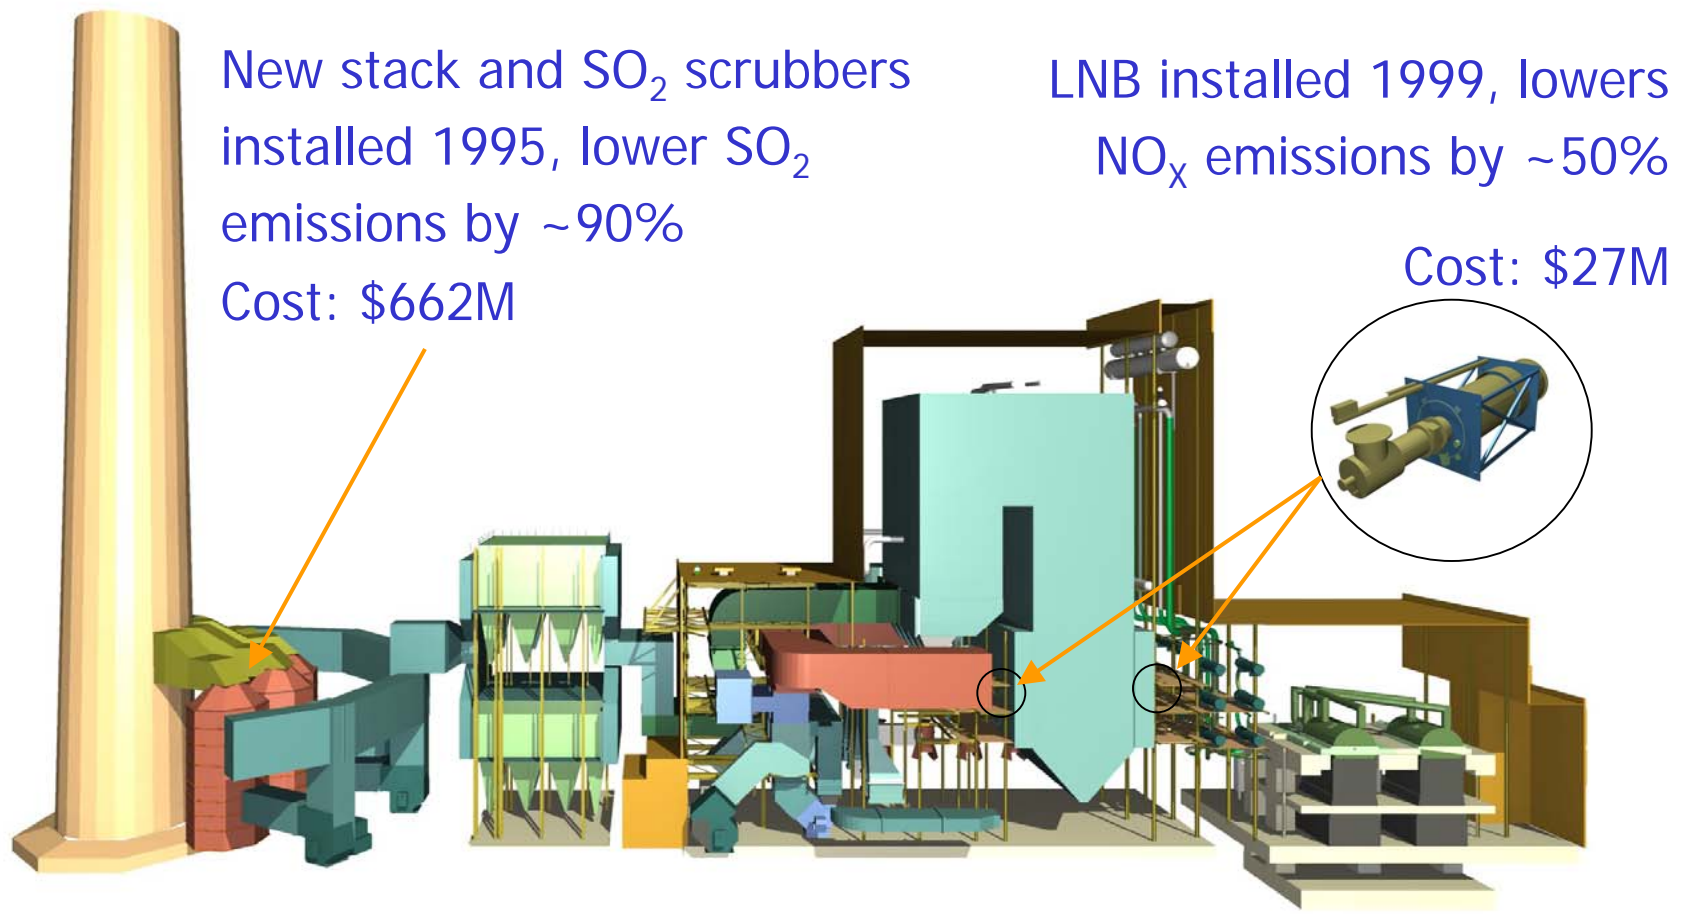 New stack and SO₂ scrubbers
installed 1995, lower SO₂
emissions by ~90%
Cost: $662M
LNB installed 1999, lowers
NOₓ emissions by ~50%
Cost: $27M